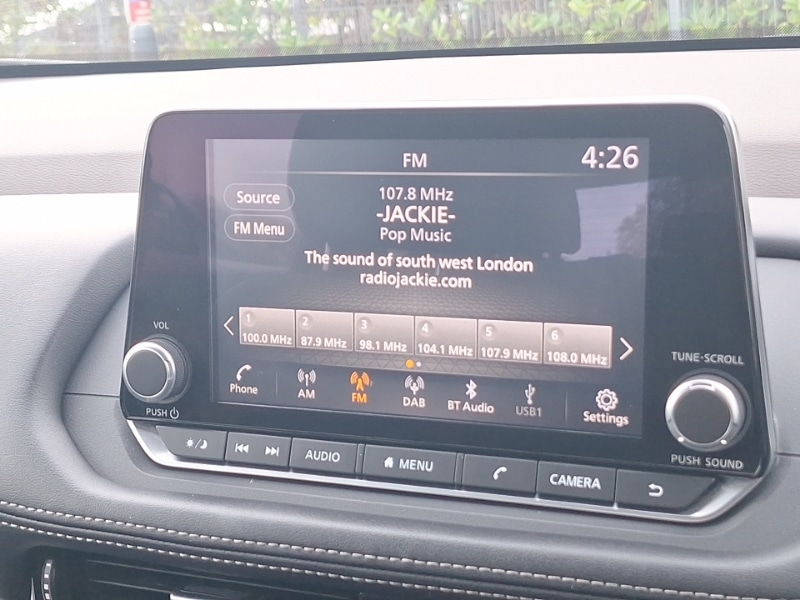 FM
4:26
Source
107.8 MHz
-JACKIE-
FM Menu
Pop Music
The sound of south west London
radiojackie.com
1 2 3 4 5 6
100.0 MHz 87.9 MHz 98.1 MHz 104.1 MHz 107.9 MHz 108.0 MHz
Phone AM FM DAB BT Audio USB1 Settings
VOL
PUSH
TUNE-SCROLL
PUSH SOUND
AUDIO MENU CAMERA